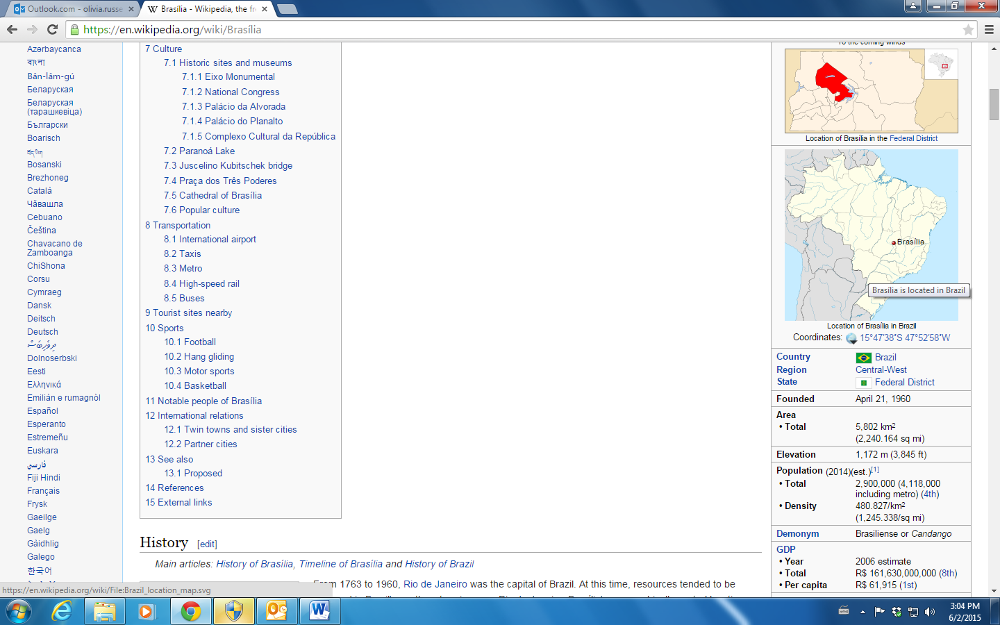 Outlook.com - olivia.russe
Brasília - Wikipedia, the fr
https://en.wikipedia.org/wiki/Brasília
Azərbaycanca
বাংলা
Bân-lâm-gú
Беларуская
Беларуская
(тарашкевіца)
Български
Boarisch
བོད་ཡིག
Bosanski
Brezhoneg
Català
Чӑвашла
Cebuano
Čeština
Chavacano de
Zamboanga
ChiShona
Corsu
Cymraeg
Dansk
Deitsch
Deutsch
ދިވެހިބަސް
Dolnoserbski
Eesti
Ελληνικά
Emiliàn e rumagnòl
Español
Esperanto
Estremeñu
Euskara
فارسی
Fiji Hindi
Français
Frysk
Gaeilge
Gaelg
Gàidhlig
Galego
한국어
7 Culture
7.1 Historic sites and museums
7.1.1 Eixo Monumental
7.1.2 National Congress
7.1.3 Palácio da Alvorada
7.1.4 Palácio do Planalto
7.1.5 Complexo Cultural da República
7.2 Paranoá Lake
7.3 Juscelino Kubitschek bridge
7.4 Praça dos Três Poderes
7.5 Cathedral of Brasília
7.6 Popular culture
8 Transportation
8.1 International airport
8.2 Taxis
8.3 Metro
8.4 High-speed rail
8.5 Buses
9 Tourist sites nearby
10 Sports
10.1 Football
10.2 Hang gliding
10.3 Motor sports
10.4 Basketball
11 Notable people of Brasília
12 International relations
12.1 Twin towns and sister cities
12.2 Partner cities
13 See also
13.1 Proposed
14 References
15 External links
History [edit]
Main articles: History of Brasília, Timeline of Brasília and History of Brazil
From 1763 to 1960, Rio de Janeiro was the capital of Brazil. At this time, resources tended to be
To the coming winds
Location of Brasília in the Federal District
Brasília
Brasília is located in Brazil
Location of Brasília in Brazil
Coordinates: 15°47′38″S 47°52′58″W
Country Brazil
Region Central-West
State Federal District
Founded April 21, 1960
Area
• Total 5,802 km2
(2,240.164 sq mi)
Elevation 1,172 m (3,845 ft)
Population (2014)(est.)[1]
• Total 2,900,000 (4,118,000
including metro) (4th)
• Density 480.827/km2
(1,245.338/sq mi)
Demonym Brasiliense or Candango
GDP
• Year 2006 estimate
• Total R$ 161,630,000,000 (8th)
• Per capita R$ 61,915 (1st)
https://en.wikipedia.org/wiki/File:Brazil_location_map.svg
3:04 PM
6/2/2015